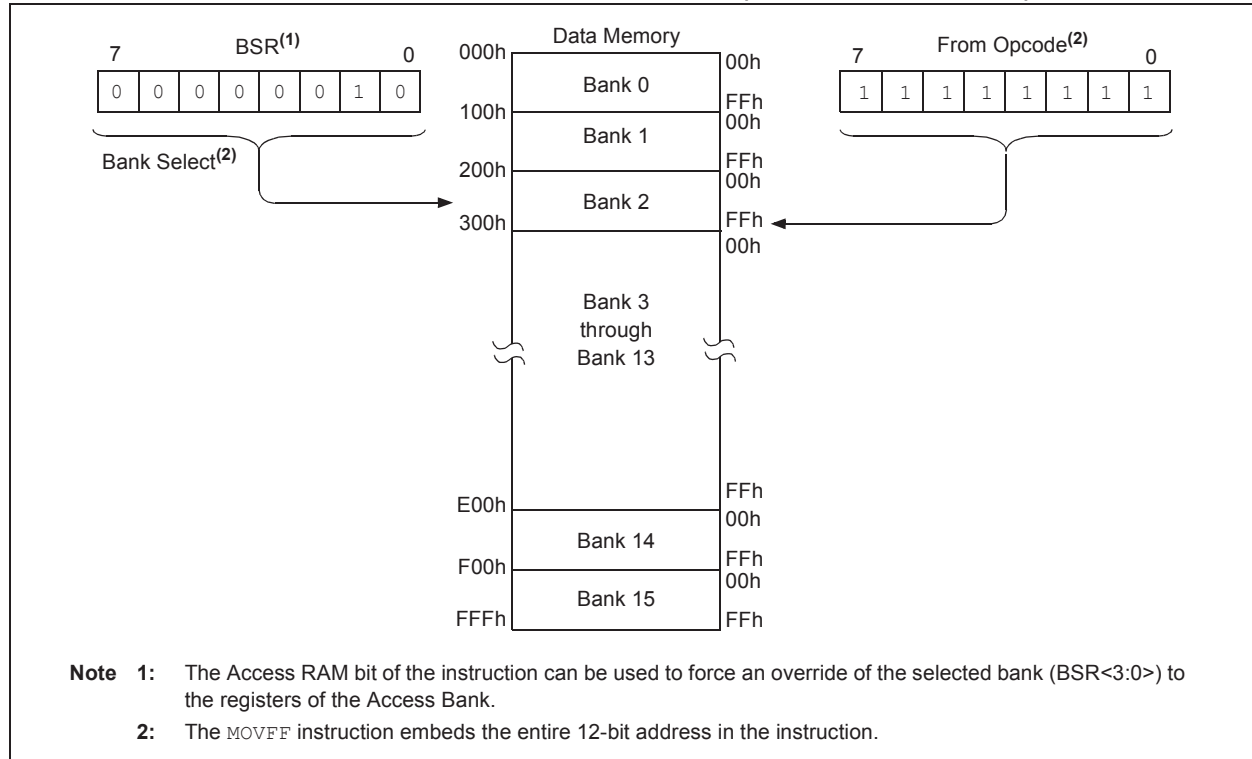 7 BSR(1) 0
0 0 0 0 0 0 1 0
Bank Select(2)
Data Memory
000h
Bank 0
00h
FFh
100h
Bank 1
00h
FFh
200h
Bank 2
00h
FFh
300h
00h
Bank 3
through
Bank 13
FFh
E00h
Bank 14
00h
FFh
F00h
Bank 15
00h
FFFh
FFh
7 From Opcode(2) 0
1 1 1 1 1 1 1 1
Note 1: The Access RAM bit of the instruction can be used to force an override of the selected bank (BSR<3:0>) to
the registers of the Access Bank.
2: The MOVFF instruction embeds the entire 12-bit address in the instruction.